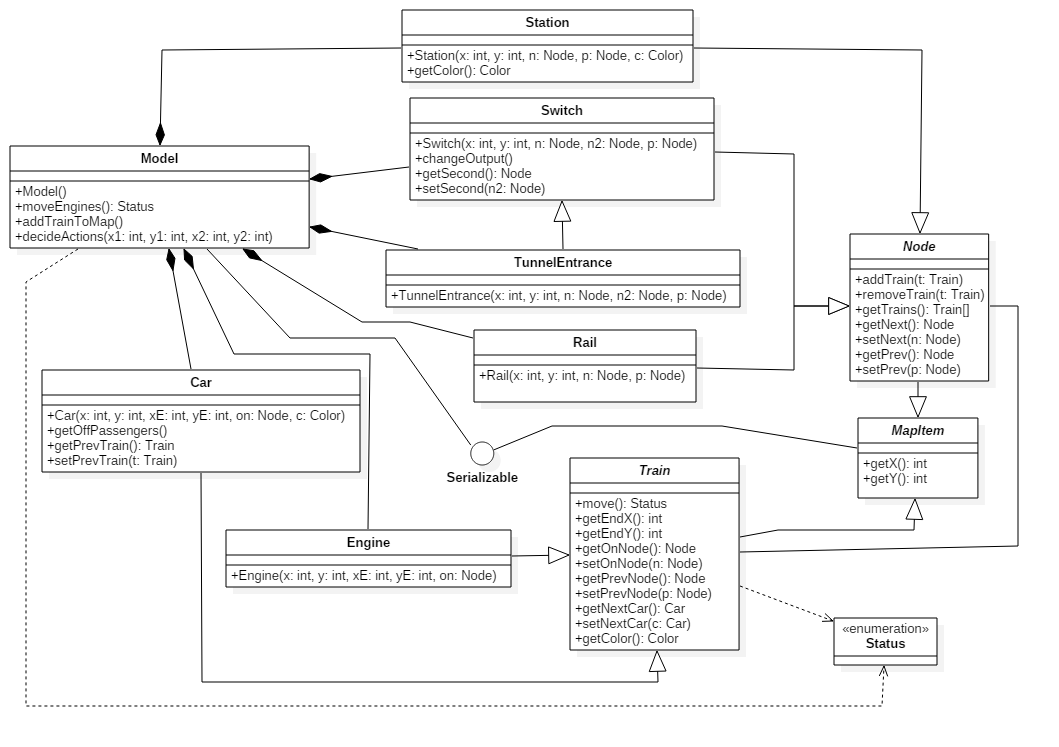 Station
+Station(x: int, y: int, n: Node, p: Node, c: Color)
+getColor(): Color
Switch
+Switch(x: int, y: int, n: Node, n2: Node, p: Node)
+changeOutput()
+getSecond(): Node
+setSecond(n2: Node)
Model
+Model()
+moveEngines(): Status
+addTrainToMap()
+decideActions(x1: int, y1: int, x2: int, y2: int)
TunnelEntrance
+TunnelEntrance(x: int, y: int, n: Node, n2: Node, p: Node)
Node
+addTrain(t: Train)
+removeTrain(t: Train)
+getTrains(): Train[]
+getNext(): Node
+setNext(n: Node)
+getPrev(): Node
+setPrev(p: Node)
Rail
+Rail(x: int, y: int, n: Node, p: Node)
Car
+Car(x: int, y: int, xE: int, yE: int, on: Node, c: Color)
+getOffPassengers()
+getPrevTrain(): Train
+setPrevTrain(t: Train)
MapItem
+getX(): int
+getY(): int
Serializable
Train
+move(): Status
+getEndX(): int
+getEndY(): int
+getOnNode(): Node
+setOnNode(n: Node)
+getPrevNode(): Node
+setPrevNode(p: Node)
+getNextCar(): Car
+setNextCar(c: Car)
+getColor(): Color
Engine
+Engine(x: int, y: int, xE: int, yE: int, on: Node)
«enumeration»
Status